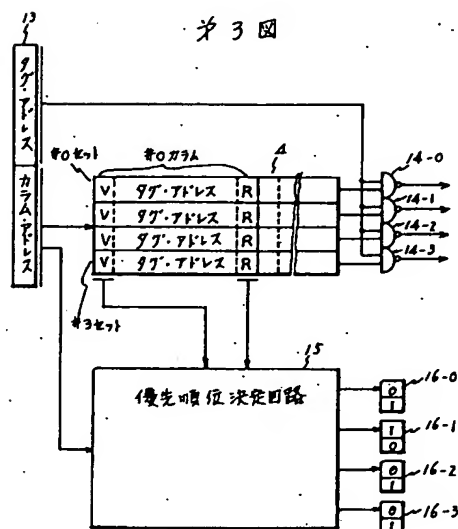 第3図
13
タグ・アドレス
カラム・アドレス
#0セット
#0カラム
4
V タグ・アドレス R
V タグ・アドレス R
V タグ・アドレス R
V タグ・アドレス R
#3セット
14-0
14-1
14-2
14-3
15
優先順位決定回路
0
1
16-0
1
0
16-1
0
1
16-2
0
1
16-3